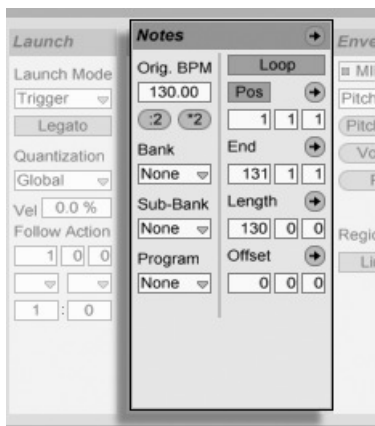 Launch
Launch Mode
Trigger
Legato
Quantization
Global
Vel 0.0 %
Follow Action
1 0 0
1 : 0
Notes
Orig. BPM
130.00
:2 *2
Bank
None
Sub-Bank
None
Program
None
Loop
Pos
1 1 1
End
131 1 1
Length
130 0 0
Offset
0 0 0
Enve
Pitch